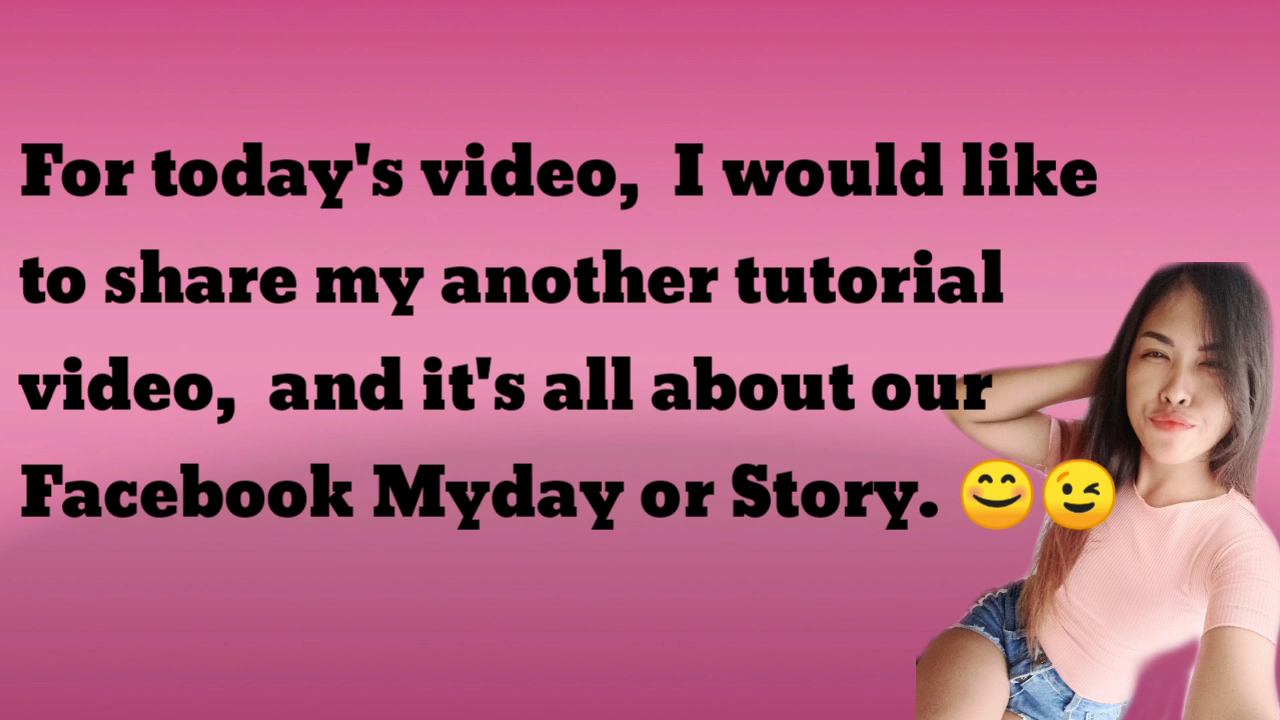 For today's video,  I would like
to share my another tutorial
video,  and it's all about our
Facebook Myday or Story. 😊😉